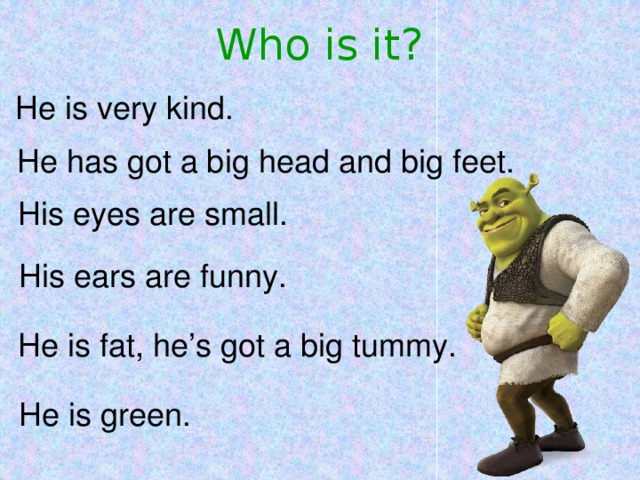 Who is it?
He is very kind.
He has got a big head and big feet.
His eyes are small.
His ears are funny.
He is fat, he’s got a big tummy.
He is green.